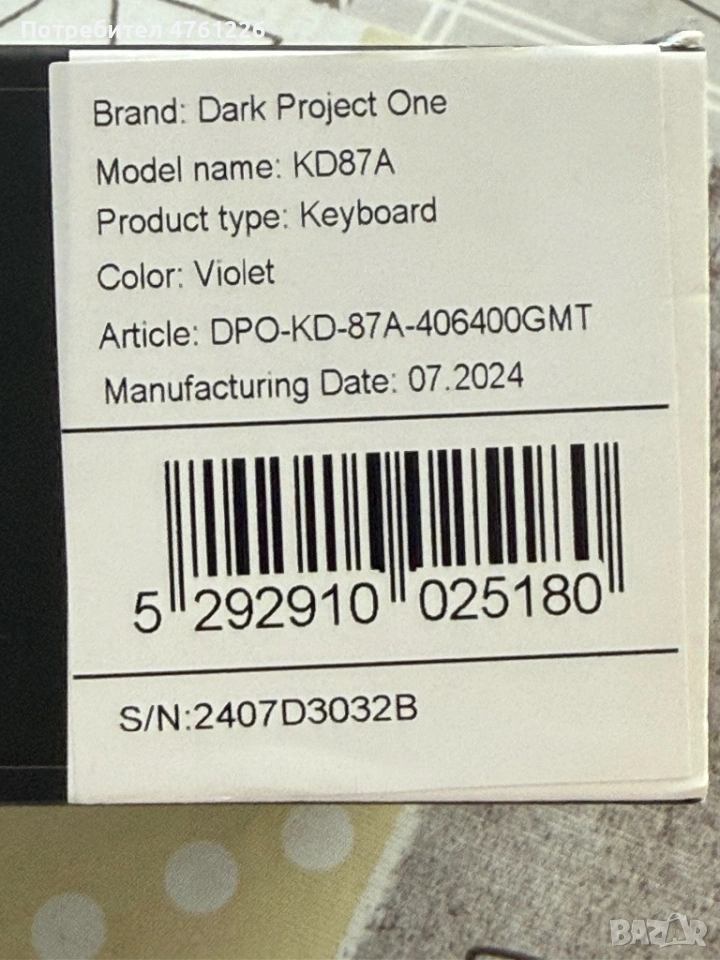 Потребител 4761226
Brand: Dark Project One
Model name: KD87A
Product type: Keyboard
Color: Violet
Article: DPO-KD-87A-406400GMT
Manufacturing Date: 07.2024
5 292910 025180
S/N:2407D3032B
BAZAR